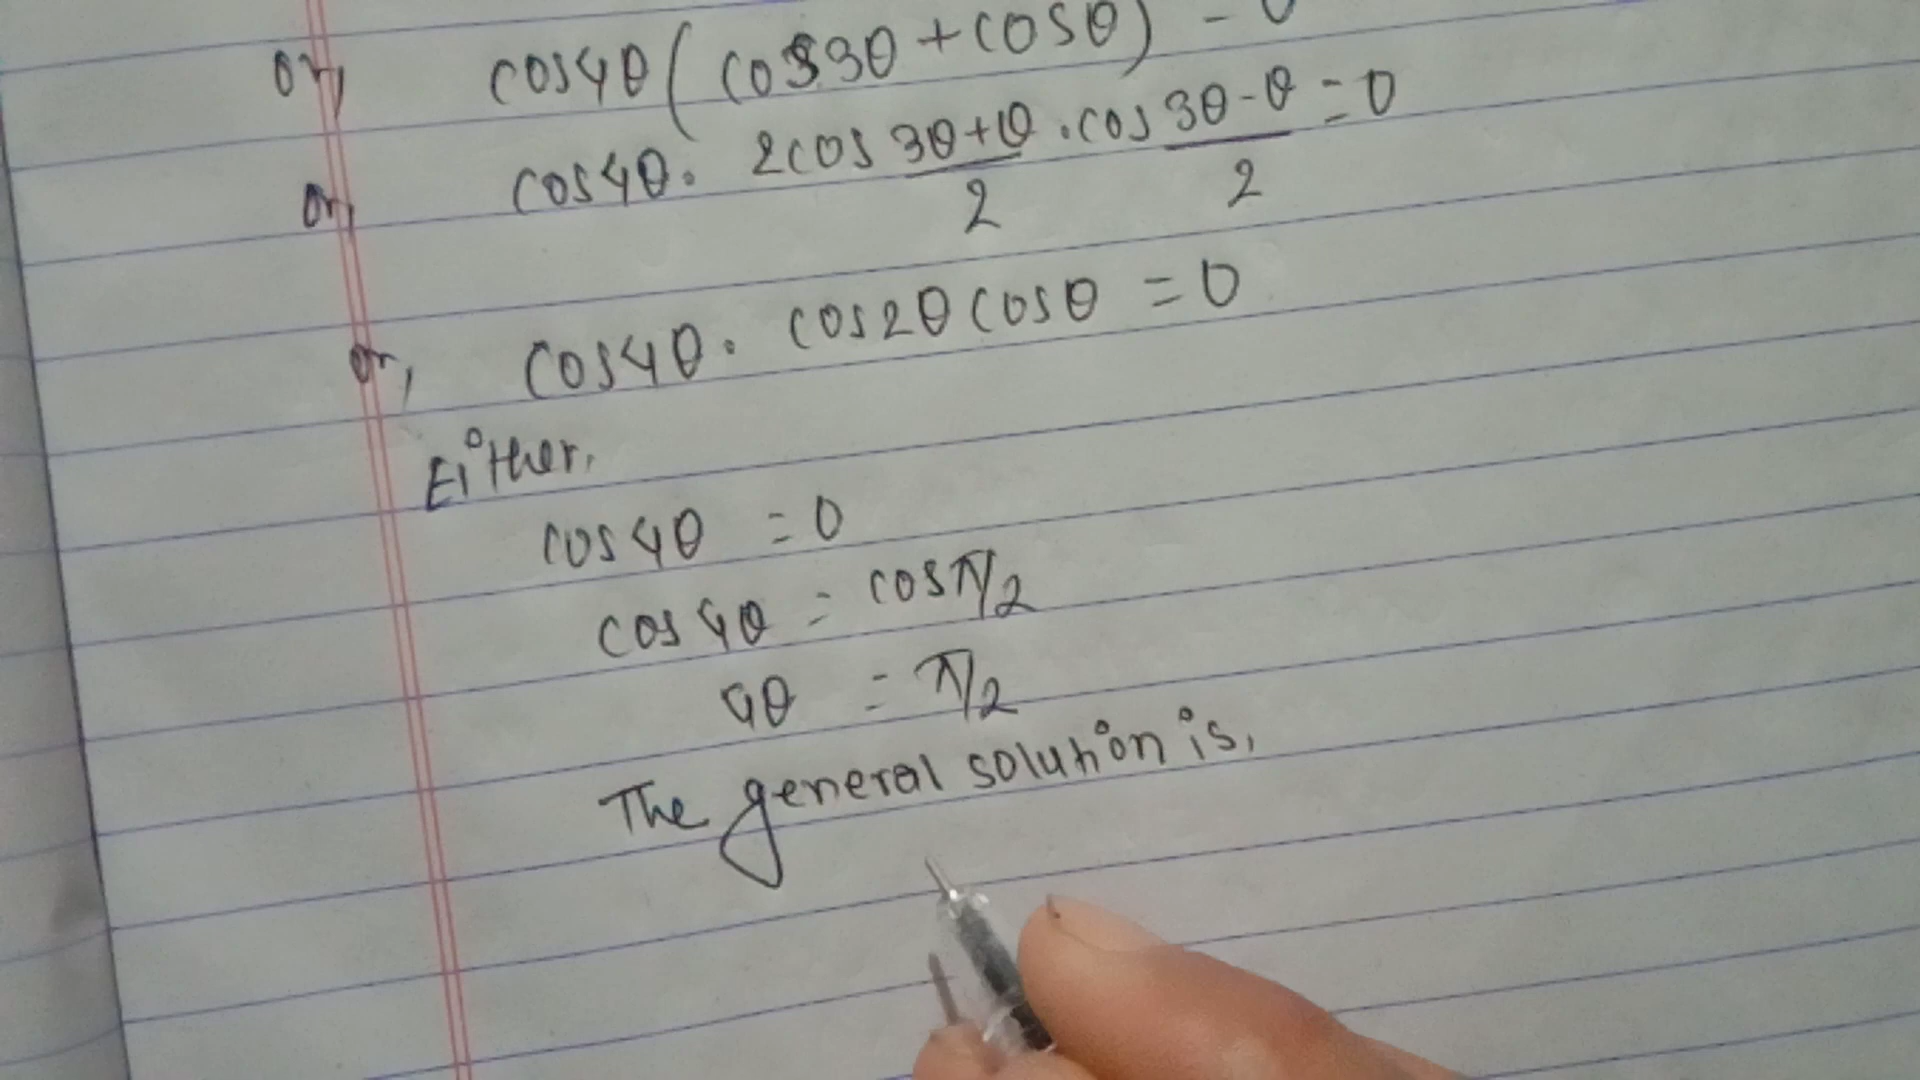 or, cos4θ(cos3θ+cosθ) = 0
or, cos4θ. 2cos (3θ+θ)/2 . cos (3θ-θ)/2 = 0
or, cos4θ. cos2θ cosθ = 0
Either,
cos4θ = 0
cos4θ = cosπ/2
4θ = π/2
The general solution is,